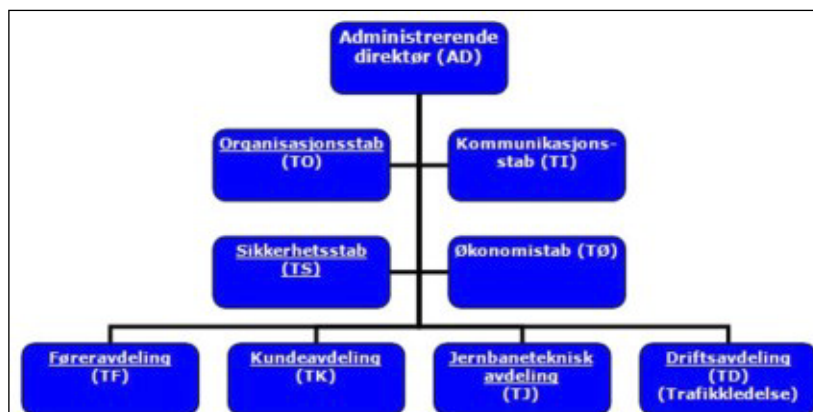 Administrerende
direktør (AD)
Organisasjonsstab
(TO)
Kommunikasjons-
stab (TI)
Sikkerhetsstab
(TS)
Økonomistab (TØ)
Føreravdeling
(TF)
Kundeavdeling
(TK)
Jernbaneteknisk
avdeling
(TJ)
Driftsavdeling
(TD)
(Trafikkledelse)